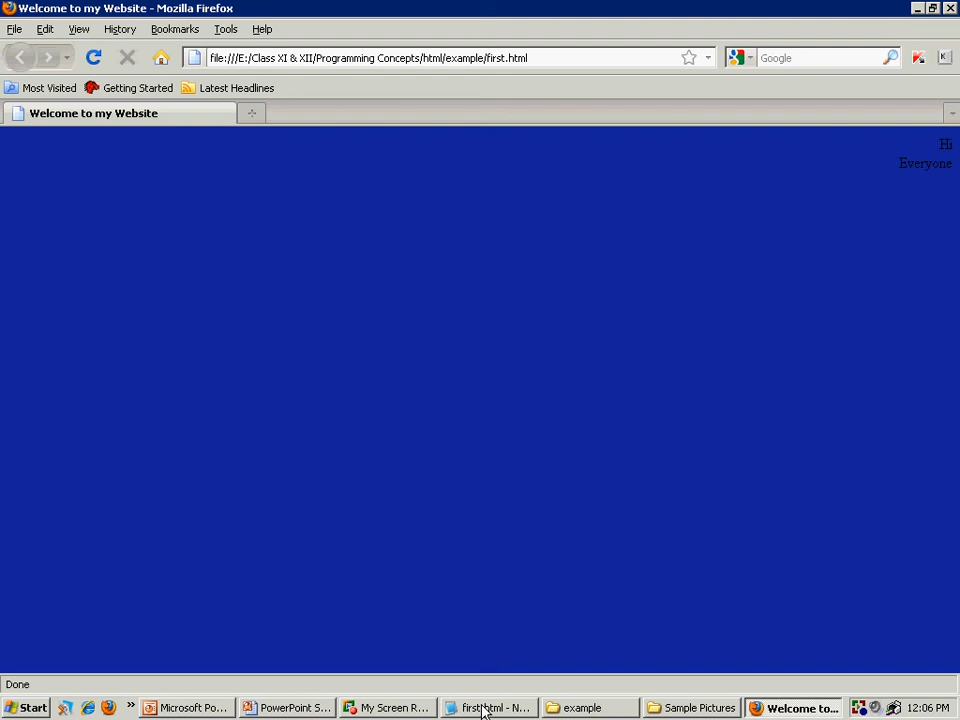 Welcome to my Website - Mozilla Firefox
File Edit View History Bookmarks Tools Help
file:///E:/Class XI & XII/Programming Concepts/html/example/first.html
Google
Most Visited Getting Started Latest Headlines
Welcome to my Website
Hi
Everyone
Done
Start » Microsoft Po... PowerPoint S... My Screen R... first.html - N... example Sample Pictures Welcome to... 12:06 PM